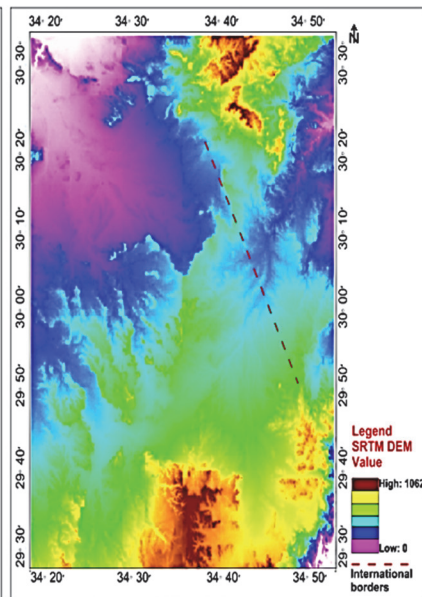 34° 20' 34° 30' 34° 40' 34° 50'
N
30° 30' 30° 30'
30° 20' 30° 20'
30° 10' 30° 10'
30° 00' 30° 00'
29° 50' 29° 50'
29° 40' 29° 40'
29° 30' 29° 30'
Legend
SRTM DEM
Value
High: 1062
Low: 0
International
borders
34° 20' 34° 30' 34° 40' 34° 50'